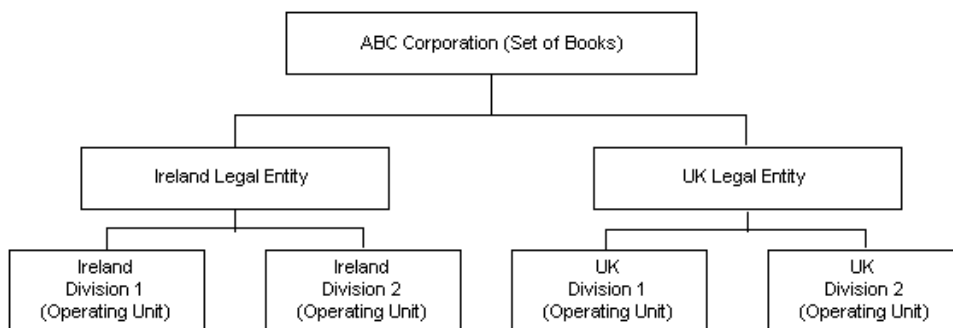 ABC Corporation (Set of Books)
Ireland Legal Entity
UK Legal Entity
Ireland
Division 1
(Operating Unit)
Ireland
Division 2
(Operating Unit)
UK
Division 1
(Operating Unit)
UK
Division 2
(Operating Unit)